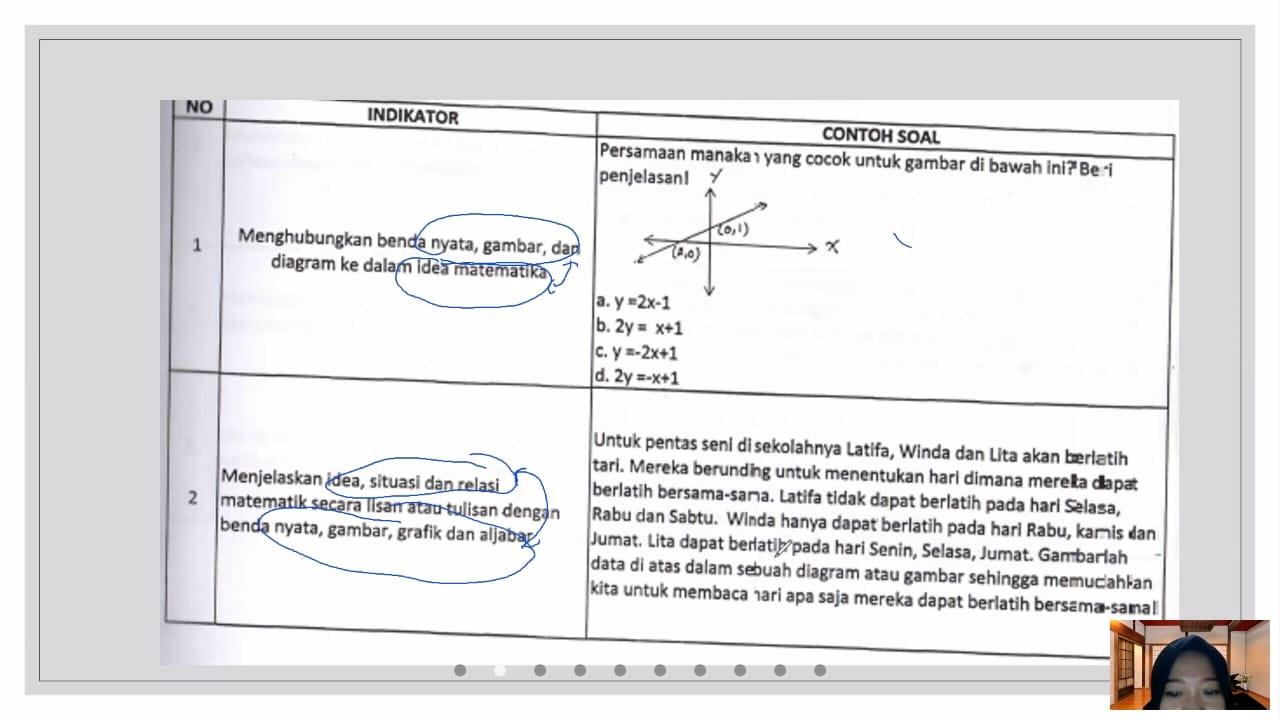 NO
INDIKATOR
CONTOH SOAL
1
Menghubungkan benda nyata, gambar, dan
diagram ke dalam idea matematika
Persamaan manakan yang cocok untuk gambar di bawah ini? Beri
penjelasan!
Y
(0,1)
X
(2,0)
a. y =2x-1
b. 2y = x+1
c. y =-2x+1
d. 2y =-x+1
2
Menjelaskan idea, situasi dan relasi
matematik secara lisan atau tulisan dengan
benda nyata, gambar, grafik dan aljabar
Untuk pentas seni di sekolahnya Latifa, Winda dan Lita akan berlatih
tari. Mereka berunding untuk menentukan hari dimana mereka dapat
berlatih bersama-sama. Latifa tidak dapat berlatih pada hari Selasa,
Rabu dan Sabtu. Winda hanya dapat berlatih pada hari Rabu, kamis dan
Jumat. Lita dapat berlatih pada hari Senin, Selasa, Jumat. Gambarlah
data di atas dalam sebuah diagram atau gambar sehingga memudahkan
kita untuk membaca hari apa saja mereka dapat berlatih bersama-sama!